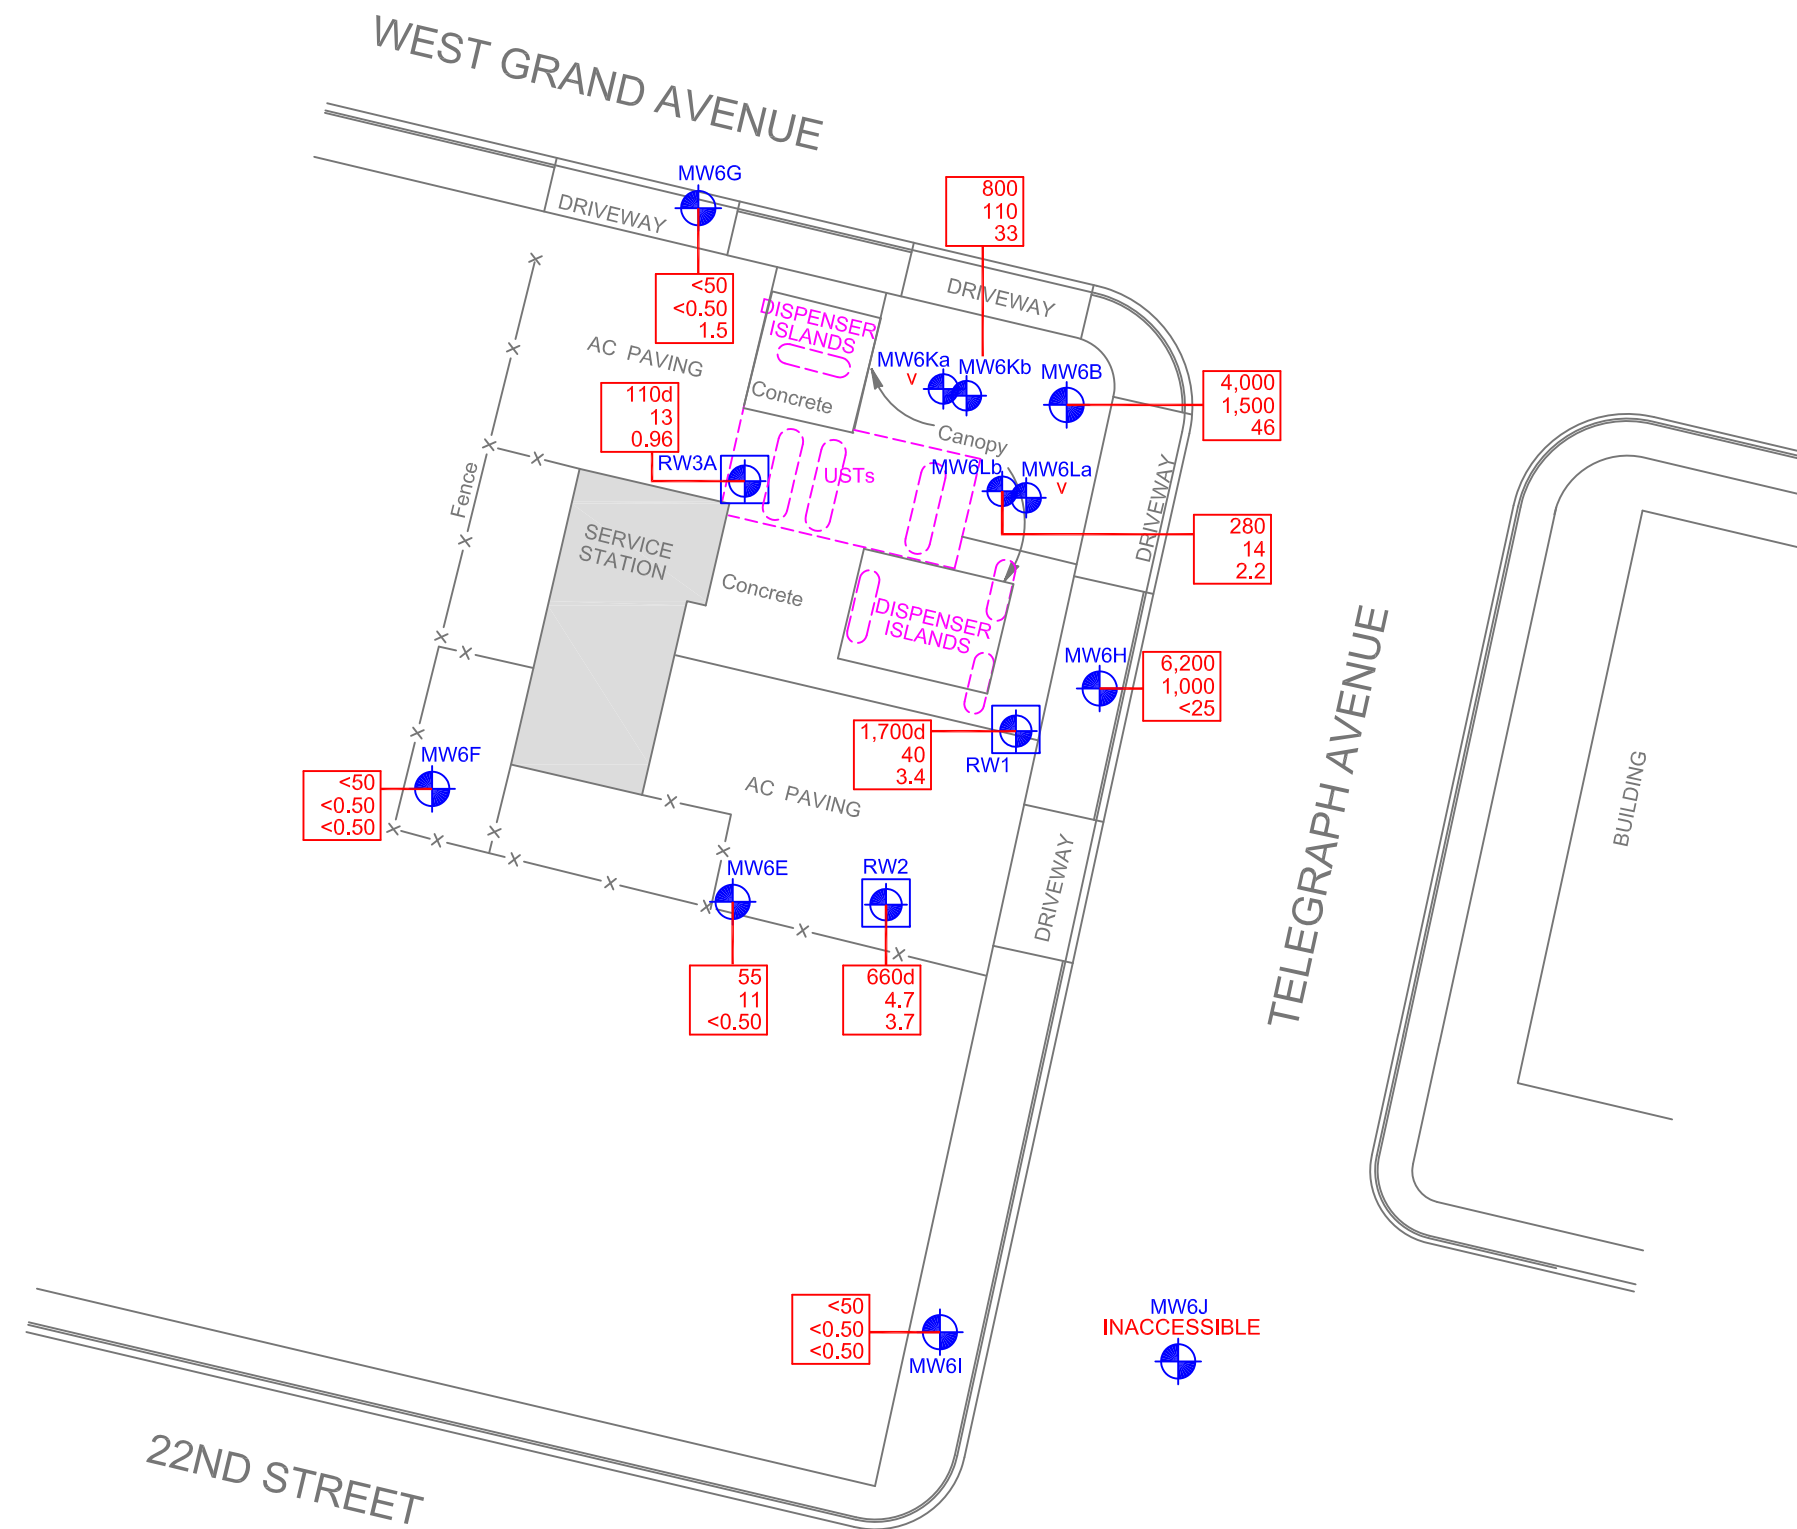 WEST GRAND AVENUE
MW6G
DRIVEWAY
<50
<0.50
1.5
800
110
33
DRIVEWAY
DISPENSER
ISLANDS
AC PAVING
Concrete
MW6Ka
v
MW6Kb
MW6B
4,000
1,500
46
110d
13
0.96
RW3A
Canopy
USTs
MW6Lb
MW6La
v
DRIVEWAY
Fence
SERVICE
STATION
280
14
2.2
Concrete
DISPENSER
ISLANDS
MW6H
6,200
1,000
<25
TELEGRAPH AVENUE
BUILDING
1,700d
40
3.4
RW1
MW6F
<50
<0.50
<0.50
AC PAVING
DRIVEWAY
MW6E
RW2
55
11
<0.50
660d
4.7
3.7
<50
<0.50
<0.50
MW6I
MW6J
INACCESSIBLE
22ND STREET